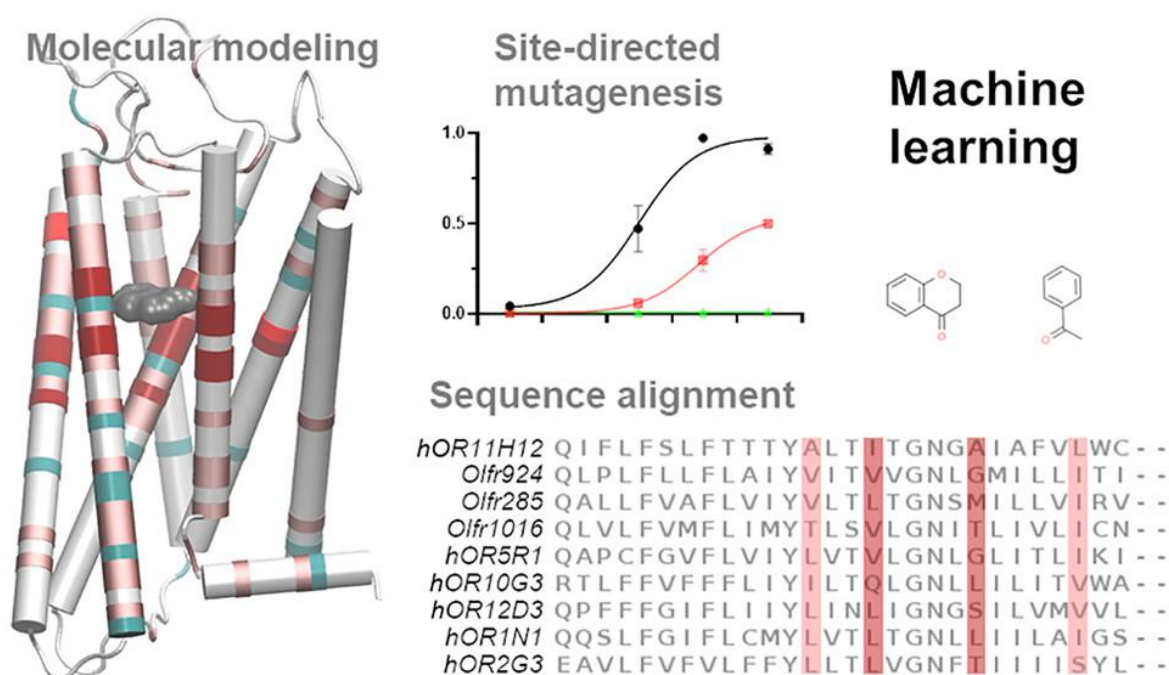 Molecular modeling
Site-directed
mutagenesis
Machine
learning
1.0
0.5
0.0
O
O
O
Sequence alignment
hOR11H12 QIFLFSLFTTTYALTITGNGAIAFVLWC--
Olfr924 QLPLFLLFLAIYVITVVGNLGMILLITI--
Olfr285 QALLFVAFLVIYVLTLTGNSMILLVIRV--
Olfr1016 QLVLFVMFLIMYTLSVLGNITLIVLICN--
hOR5R1 QAPCFGVFLVIYLVTVLGNLGLITLIKI--
hOR10G3 RTLFFVFFFLIYILTQLGNLLILITVWA--
hOR12D3 QPFFFGIFLIIYLINLIGNGSILVMVVL--
hOR1N1 QQSLFGIFLCMYLVTLTGNLLIILAIGS--
hOR2G3 EAVLFVFVLFFYLLTLVGNFTIIIISYL--